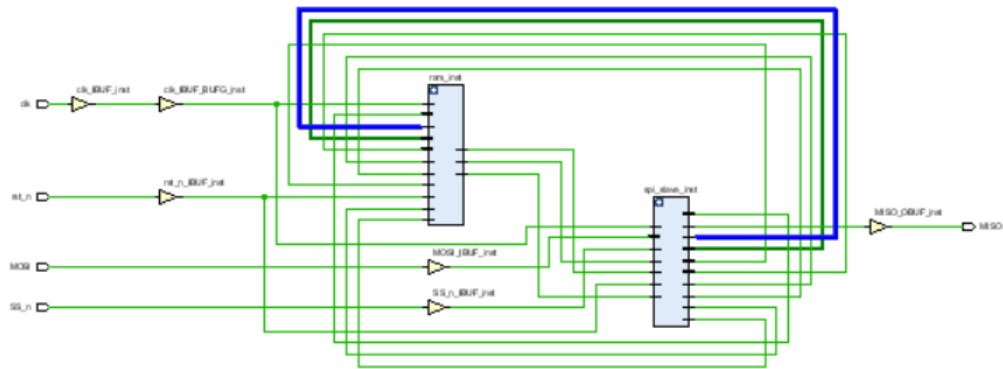 ram_inst
clk_IBUF_inst
clk_IBUF_BUFG_inst
clk
rst_n_IBUF_inst
spi_slave_inst
rst_n
MISO_OBUF_inst
MISO
MOSI_IBUF_inst
MOSI
SS_n_IBUF_inst
SS_n